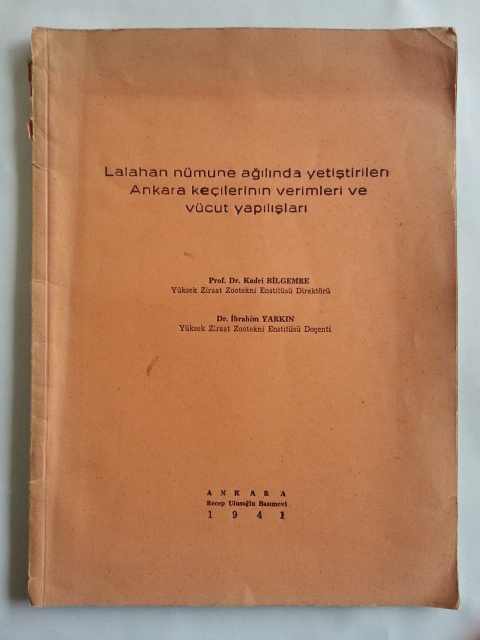 Lalahan nümune ağılında yetiştirilen
Ankara keçilerinin verimleri ve
vücut yapılışları
Prof. Dr. Kadri BİLGEMRE
Yüksek Ziraat Zootekni Enstitüsü Direktörü
Dr. İbrahim YARKIN
Yüksek Ziraat Zootekni Enstitüsü Doçenti
ANKARA
Recep Ulusoğlu Basımevi
1941